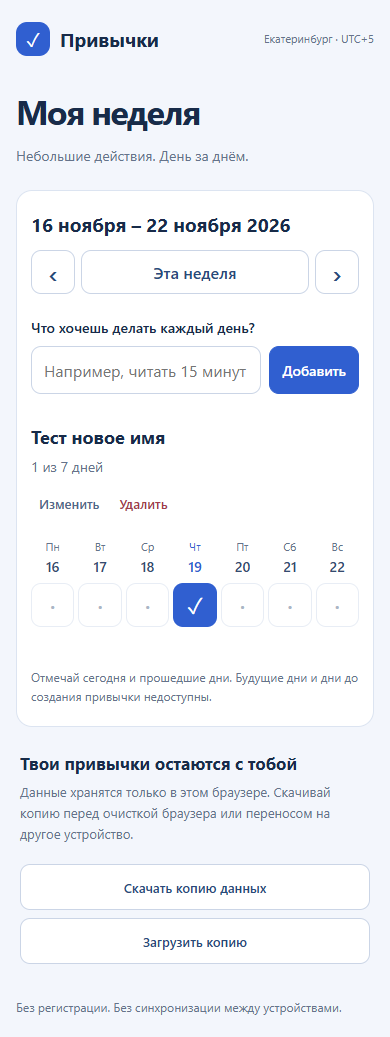 ✓ Привычки Екатеринбург · UTC+5
Моя неделя
Небольшие действия. День за днём.
16 ноября – 22 ноября 2026
‹ Эта неделя ›
Что хочешь делать каждый день?
Например, читать 15 минут Добавить
Тест новое имя
1 из 7 дней
Изменить Удалить
Пн Вт Ср Чт Пт Сб Вс
16 17 18 19 20 21 22
· · · ✓ · · ·
Отмечай сегодня и прошедшие дни. Будущие дни и дни до
создания привычки недоступны.
Твои привычки остаются с тобой
Данные хранятся только в этом браузере. Скачивай
копию перед очисткой браузера или переносом на
другое устройство.
Скачать копию данных
Загрузить копию
Без регистрации. Без синхронизации между устройствами.